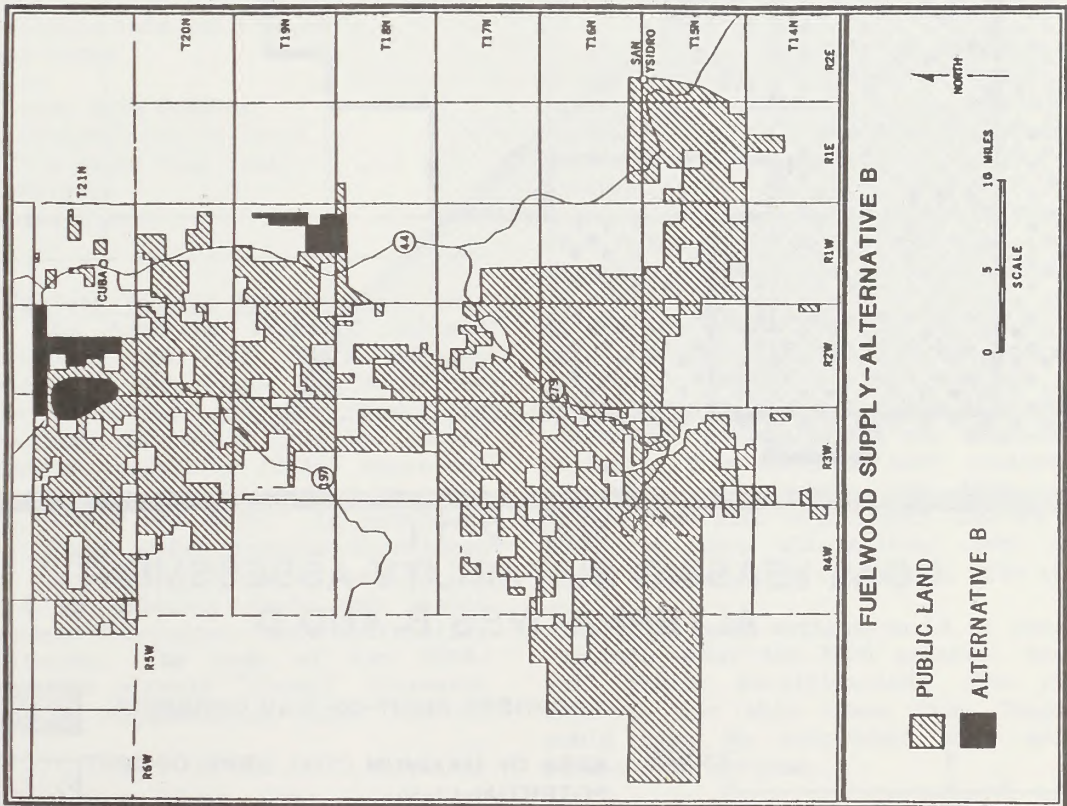 T21N
CUBA
T20N
T19N
T18N
T17N
T16N
T15N
T14N
SAN
YSIDRO
44
197
279
R6W
R5W
R4W
R3W
R2W
R1W
R1E
R2E
FUELWOOD SUPPLY-ALTERNATIVE B
PUBLIC LAND
ALTERNATIVE B
0 5 10 MILES
SCALE
NORTH